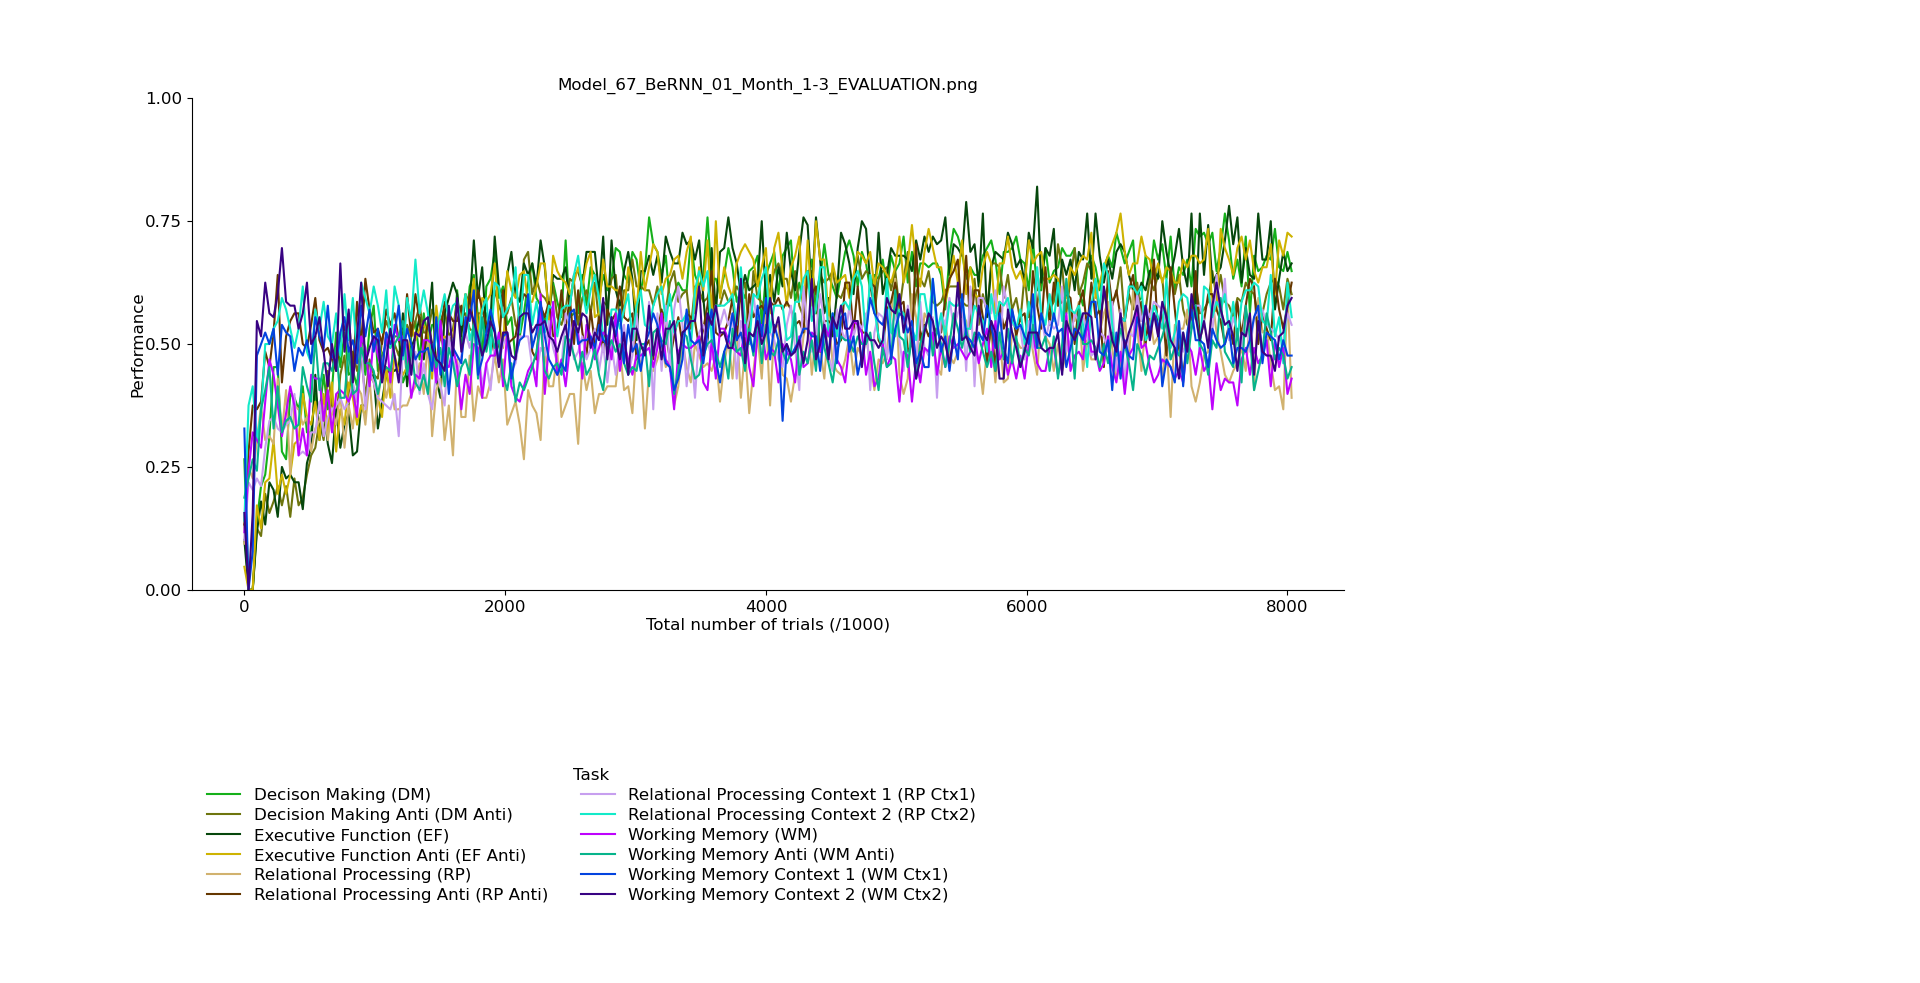 Model_67_BeRNN_01_Month_1-3_EVALUATION.png
1.00
0.75
0.50
0.25
0.00
Performance
0 2000 4000 6000 8000
Total number of trials (/1000)
Task
Decison Making (DM)
Decision Making Anti (DM Anti)
Executive Function (EF)
Executive Function Anti (EF Anti)
Relational Processing (RP)
Relational Processing Anti (RP Anti)
Relational Processing Context 1 (RP Ctx1)
Relational Processing Context 2 (RP Ctx2)
Working Memory (WM)
Working Memory Anti (WM Anti)
Working Memory Context 1 (WM Ctx1)
Working Memory Context 2 (WM Ctx2)